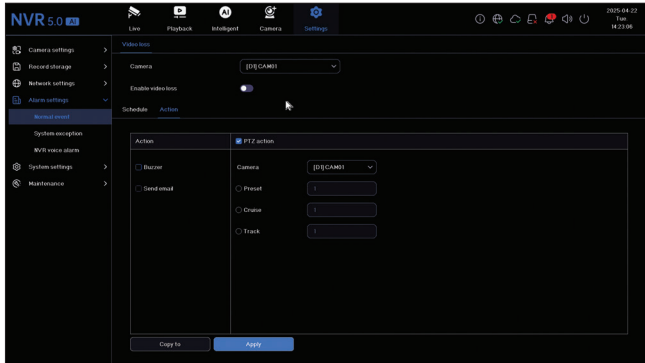 NVR 5.0 AI
Live
Playback
Intelligent
Camera
Settings
2025-04-22
Tue
14:23:06
Camera settings
Record storage
Network settings
Alarm settings
Normal event
System exception
NVR voice alarm
System settings
Maintenance
Video loss
Camera
[D1] CAM01
Enable video loss
Schedule Action
Action
PTZ action
Buzzer
Send email
Camera
[D1] CAM01
Preset
1
Cruise
1
Track
1
Copy to
Apply